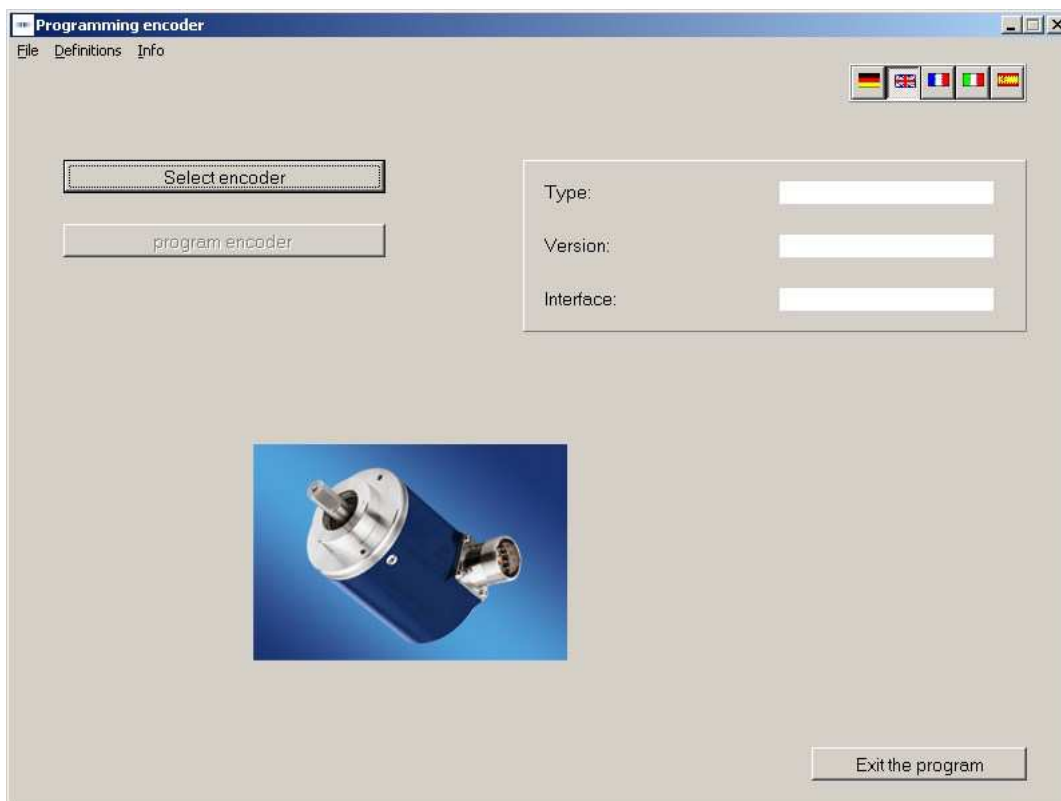 Programming encoder
File Definitions Info
Select encoder
program encoder
Type:
Version:
Interface:
Exit the program